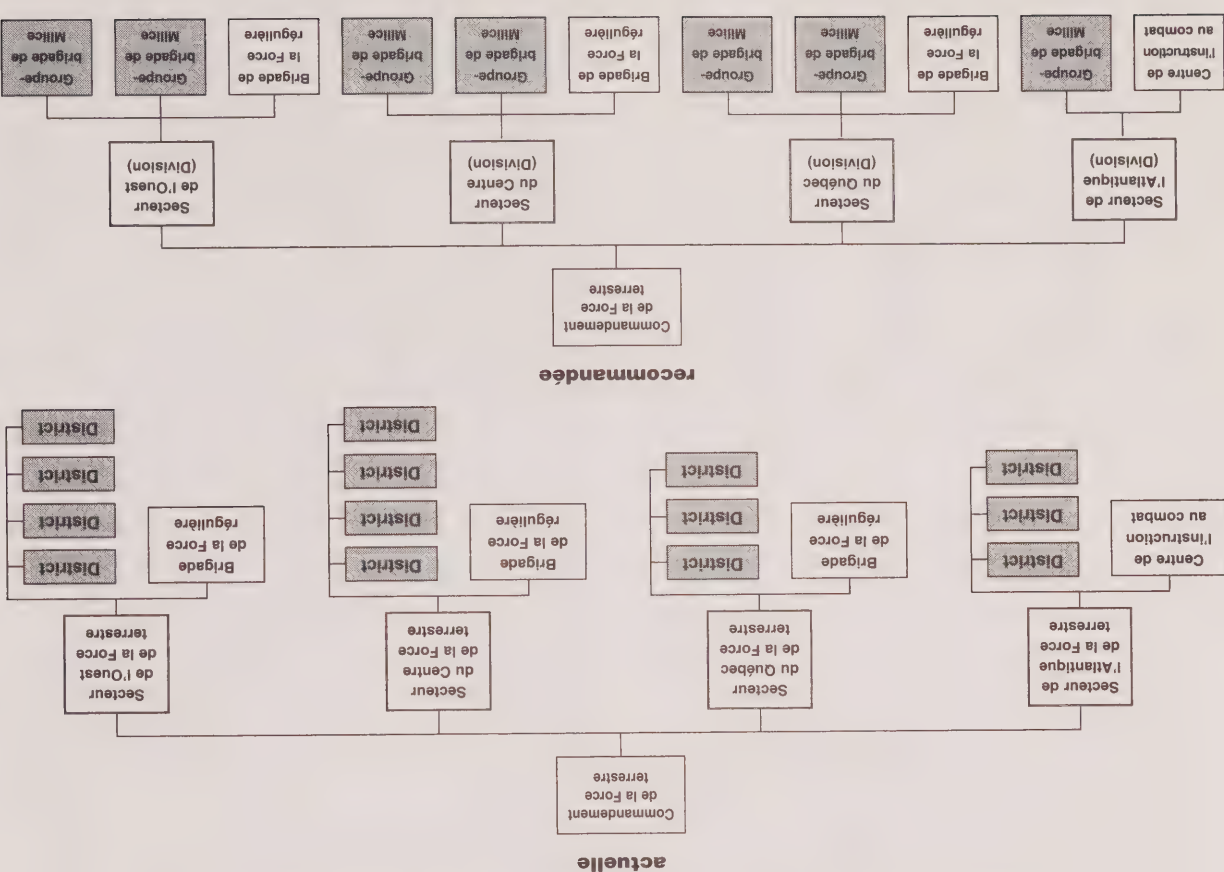 actuelle
Commandement
de la Force
terrestre
Secteur de
l'Atlantique
de la Force
terrestre
Centre de
l'instruction
au combat
District
District
District
Secteur
du Québec
de la Force
terrestre
Brigade
de la Force
régulière
District
District
District
Secteur
du Centre
de la Force
terrestre
Brigade
de la Force
régulière
District
District
District
District
Secteur
de l'Ouest
de la Force
terrestre
Brigade
de la Force
régulière
District
District
District
District
recommandée
Commandement
de la Force
terrestre
Secteur de
l'Atlantique
(Division)
Centre de
l'instruction
au combat
Groupe-
brigade de
Milice
Secteur
du Québec
(Division)
Brigade de
la Force
régulière
Groupe-
brigade de
Milice
Groupe-
brigade de
Milice
Secteur
du Centre
(Division)
Brigade de
la Force
régulière
Groupe-
brigade de
Milice
Groupe-
brigade de
Milice
Secteur
de l'Ouest
(Division)
Brigade de
la Force
régulière
Groupe-
brigade de
Milice
Groupe-
brigade de
Milice